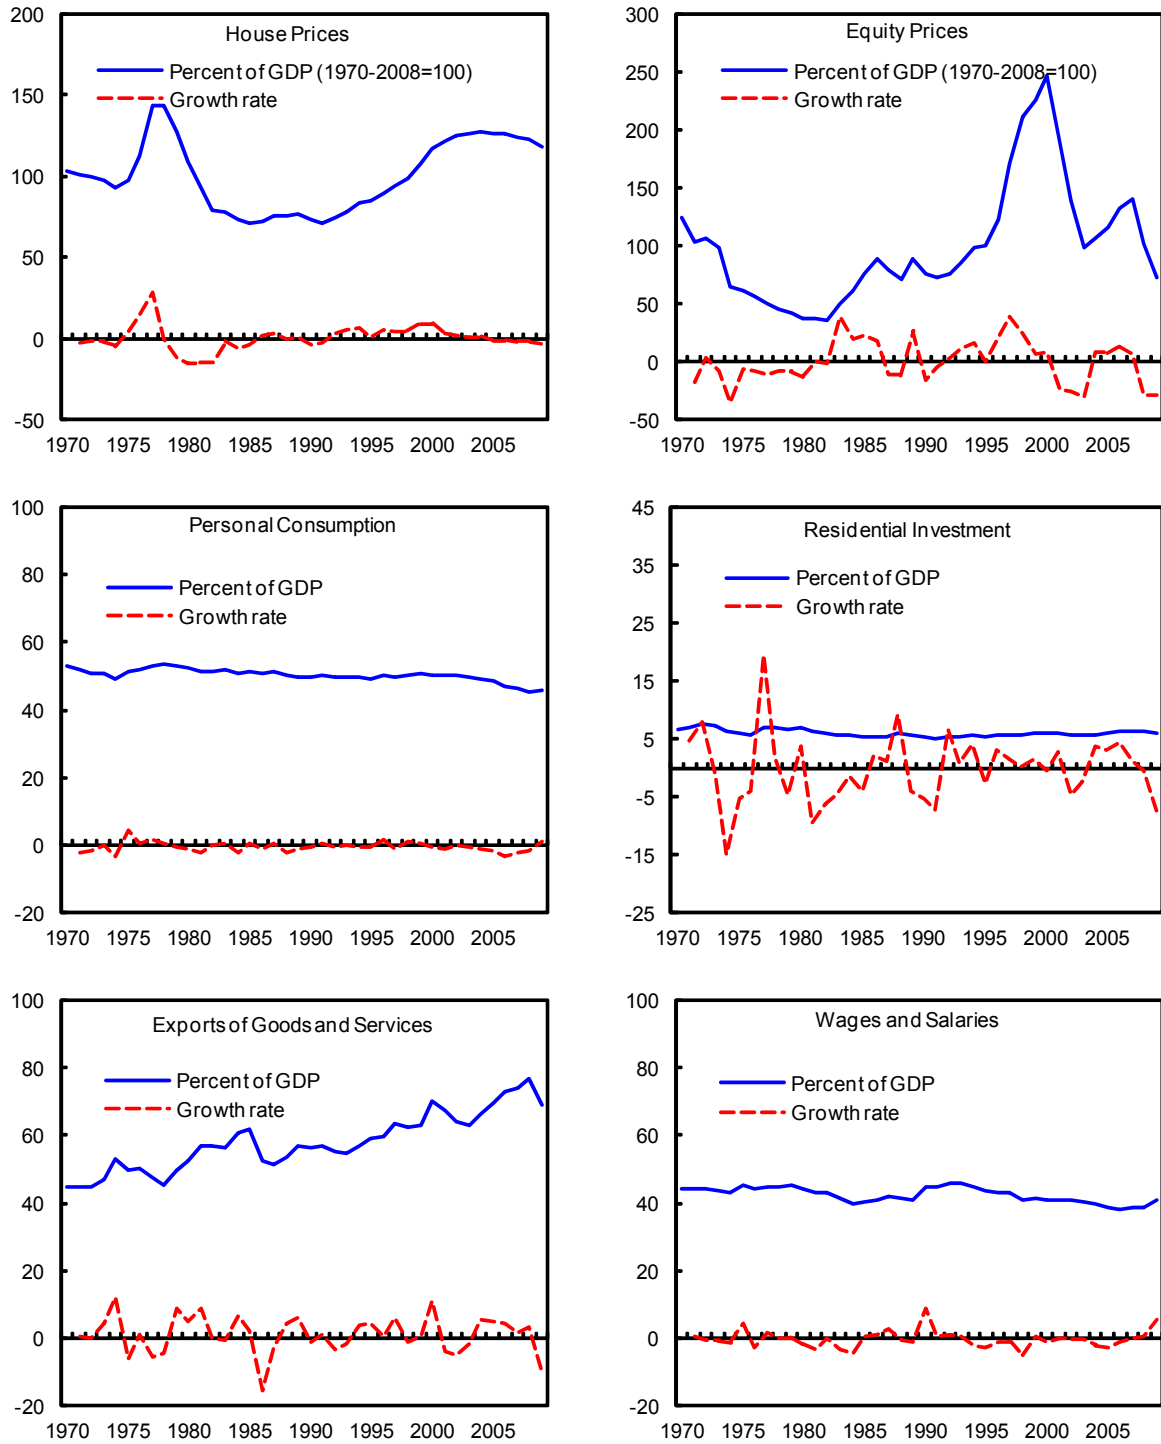 House Prices
Percent of GDP (1970-2008=100)
Growth rate
200
150
100
50
0
-50
1970 1975 1980 1985 1990 1995 2000 2005
Equity Prices
Percent of GDP (1970-2008=100)
Growth rate
300
250
200
150
100
50
0
-50
1970 1975 1980 1985 1990 1995 2000 2005
Personal Consumption
Percent of GDP
Growth rate
100
80
60
40
20
0
-20
1970 1975 1980 1985 1990 1995 2000 2005
Residential Investment
Percent of GDP
Growth rate
45
35
25
15
5
-5
-15
-25
1970 1975 1980 1985 1990 1995 2000 2005
Exports of Goods and Services
Percent of GDP
Growth rate
100
80
60
40
20
0
-20
1970 1975 1980 1985 1990 1995 2000 2005
Wages and Salaries
Percent of GDP
Growth rate
100
80
60
40
20
0
-20
1970 1975 1980 1985 1990 1995 2000 2005